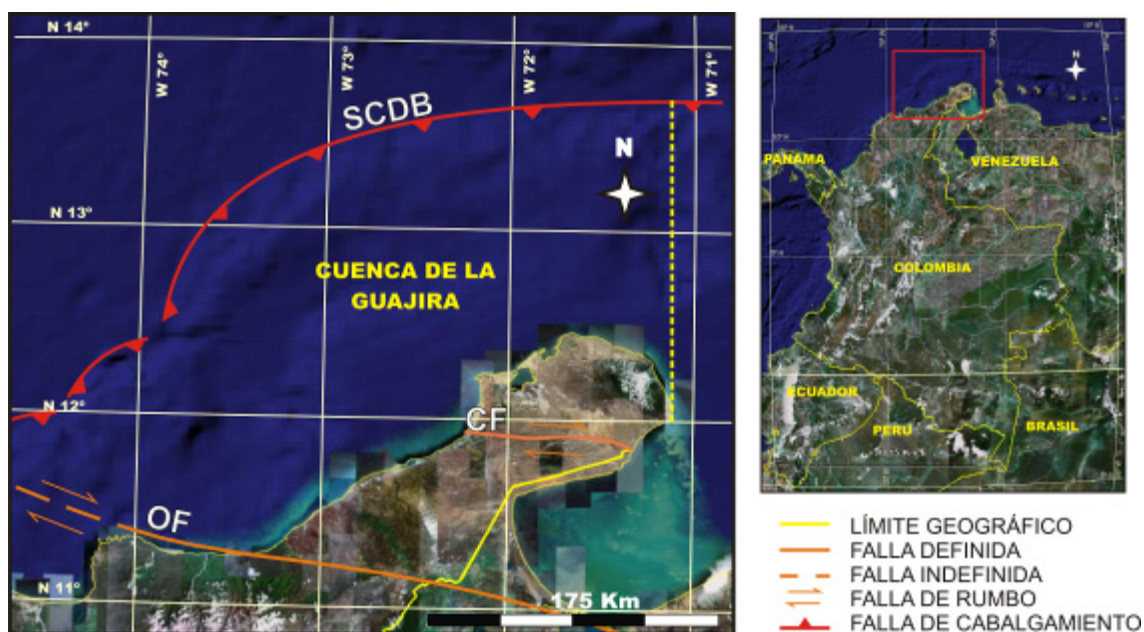 N 14°
W 74°
W 73°
W 72°
W 71°
SCDB
N
N 13°
CUENCA DE LA
GUAJIRA
N 12°
CF
OF
N 11°
175 Km
N
PANAMA
VENEZUELA
COLOMBIA
ECUADOR
PERU
BRASIL
LÍMITE GEOGRÁFICO
FALLA DEFINIDA
FALLA INDEFINIDA
FALLA DE RUMBO
FALLA DE CABALGAMIENTO